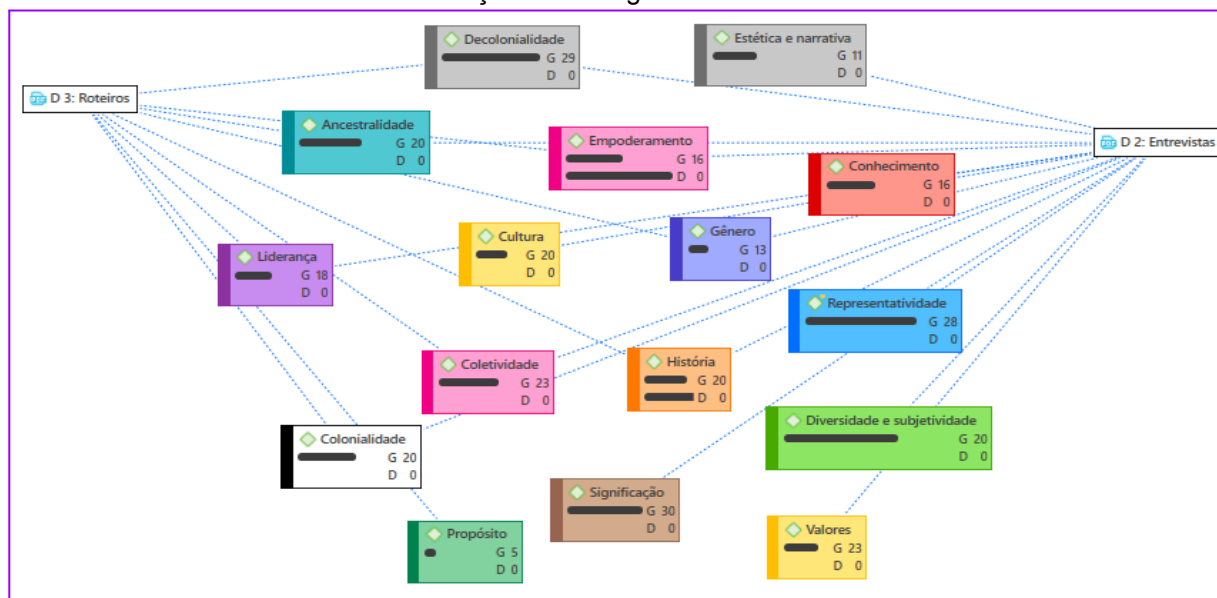 Decolonialidade
G 29
D 0
Estética e narrativa
G 11
D 0
D 3: Roteiros
Ancestralidade
G 20
D 0
Empoderamento
G 16
D 0
D 2: Entrevistas
Conhecimento
G 16
D 0
Cultura
G 20
D 0
Gênero
G 13
D 0
Liderança
G 18
D 0
Representatividade
G 28
D 0
Coletividade
G 23
D 0
História
G 20
D 0
Diversidade e subjetividade
G 20
D 0
Colonialidade
G 20
D 0
Significação
G 30
D 0
Propósito
G 5
D 0
Valores
G 23
D 0